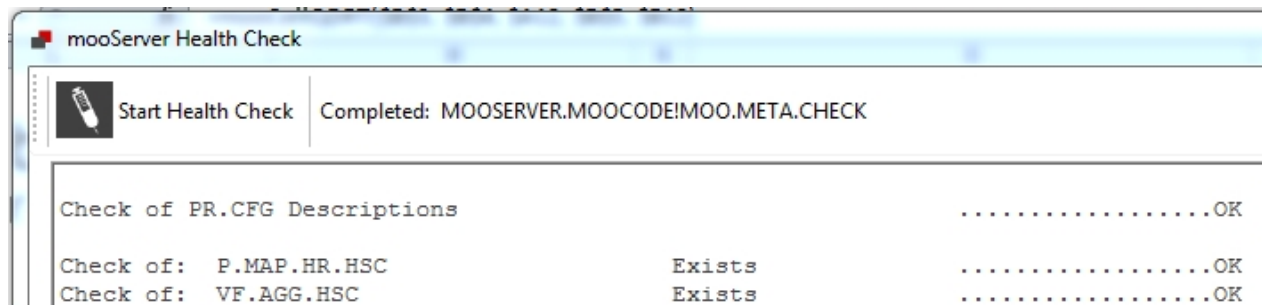 mooServer Health Check
Start Health Check Completed: MOOSERVER.MOOCODE!MOO.META.CHECK
Check of PR.CFG Descriptions ..................OK
Check of: P.MAP.HR.HSC Exists ..................OK
Check of: VF.AGG.HSC Exists ..................OK